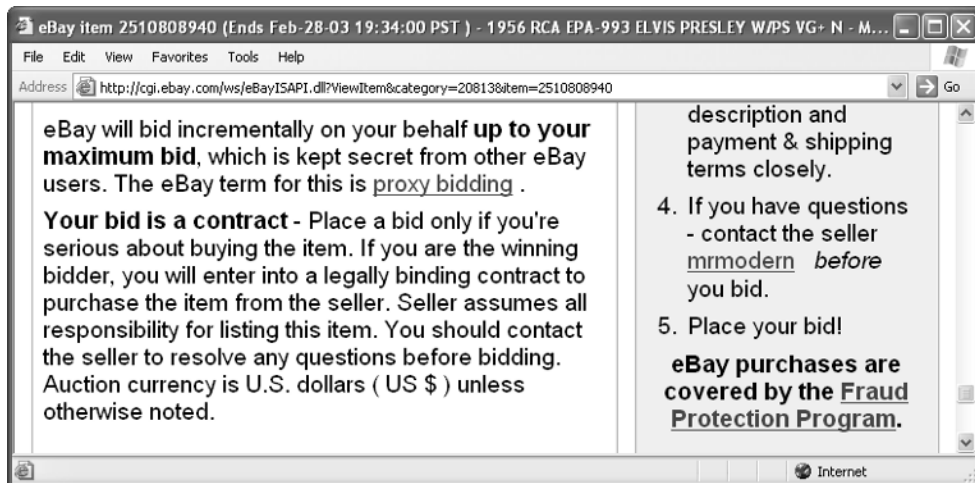 eBay item 2510808940 (Ends Feb-28-03 19:34:00 PST ) - 1956 RCA EPA-993 ELVIS PRESLEY W/PS VG+ N - M...
File Edit View Favorites Tools Help
Address http://cgi.ebay.com/ws/eBayISAPI.dll?ViewItem&category=20813&item=2510808940 Go
eBay will bid incrementally on your behalf up to your
maximum bid, which is kept secret from other eBay
users. The eBay term for this is proxy bidding .
Your bid is a contract - Place a bid only if you're
serious about buying the item. If you are the winning
bidder, you will enter into a legally binding contract to
purchase the item from the seller. Seller assumes all
responsibility for listing this item. You should contact
the seller to resolve any questions before bidding.
Auction currency is U.S. dollars ( US $ ) unless
otherwise noted.
description and
payment & shipping
terms closely.
4. If you have questions
- contact the seller
mrmodern before
you bid.
5. Place your bid!
eBay purchases are
covered by the Fraud
Protection Program.
Internet